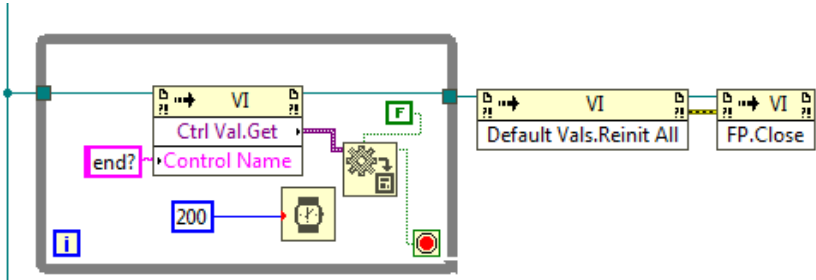 VI
Ctrl Val.Get
end?
Control Name
F
200
i
VI
Default Vals.Reinit All
VI
FP.Close